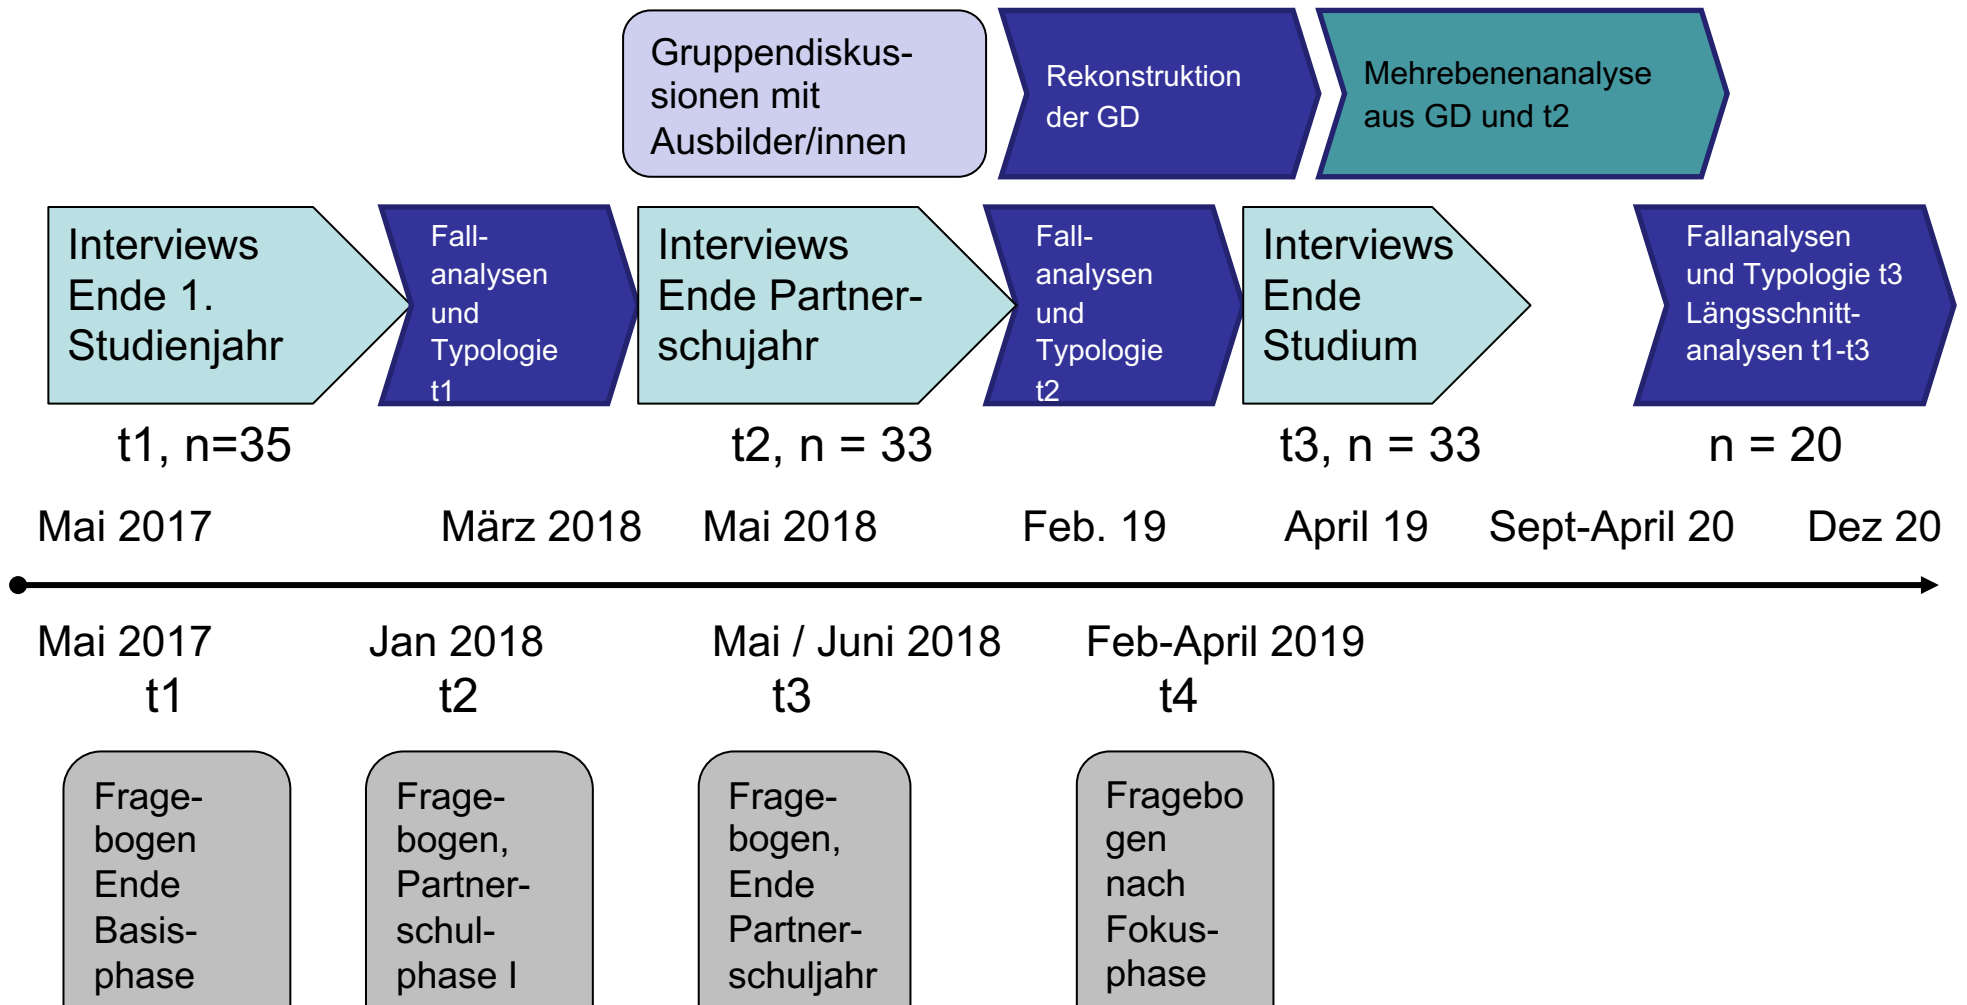 Gruppendiskus-
sionen mit
Ausbilder/innen
Rekonstruktion
der GD
Mehrebenenanalyse
aus GD und t2
Interviews
Ende 1.
Studienjahr
Fall-
analysen
und
Typologie
t1
Interviews
Ende Partner-
schujahr
Fall-
analysen
und
Typologie
t2
Interviews
Ende
Studium
Fallanalysen
und Typologie t3
Längsschnitt-
analysen t1-t3
t1, n=35
t2, n = 33
t3, n = 33
n = 20
Mai 2017
März 2018
Mai 2018
Feb. 19
April 19
Sept-April 20
Dez 20
Mai 2017
t1
Jan 2018
t2
Mai / Juni 2018
t3
Feb-April 2019
t4
Frage-
bogen
Ende
Basis-
phase
Frage-
bogen,
Partner-
schul-
phase I
Frage-
bogen,
Ende
Partner-
schuljahr
Fragebo
gen
nach
Fokus-
phase